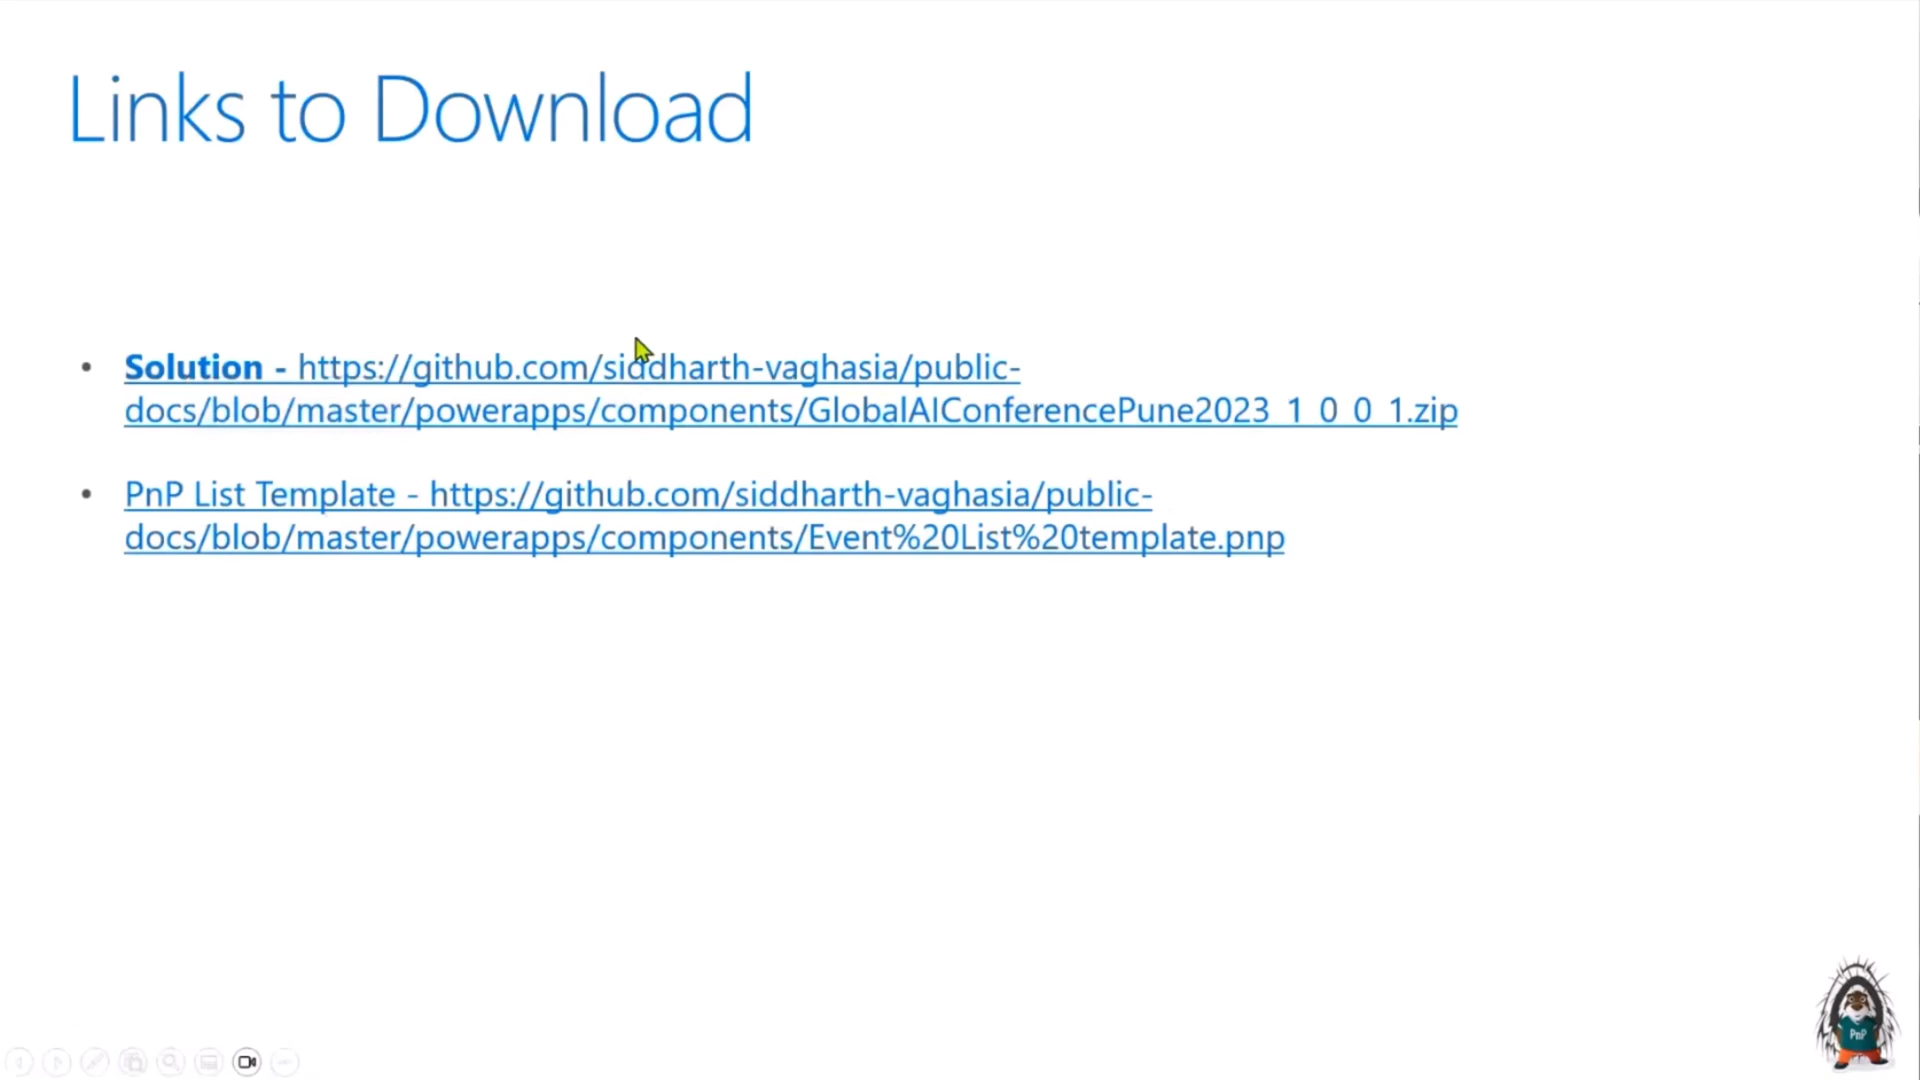 Links to Download
• Solution - https://github.com/siddharth-vaghasia/public-
docs/blob/master/powerapps/components/GlobalAIConferencePune2023_1_0_0_1.zip
• PnP List Template - https://github.com/siddharth-vaghasia/public-
docs/blob/master/powerapps/components/Event%20List%20template.pnp
PnP